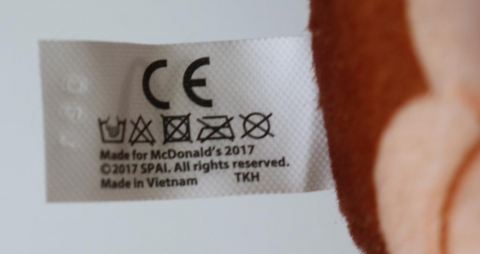 CE
Made for McDonald's 2017
©2017 SPAI. All rights reserved.
Made in Vietnam TKH